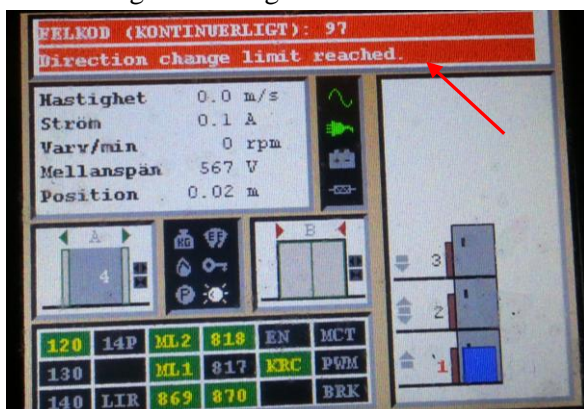 FELKOD (KONTINUERLIGT): 97
Direction change limit reached.
Hastighet 0.0 m/s
Ström 0.1 A
Varv/min 0 rpm
Mellanspän 567 V
Position 0.02 m
A B
KG EF
4
P
3
2
1
120 14P ML2 818 EN MCT
130 ML1 817 KRC PWM
140 LIR 869 870 BRK